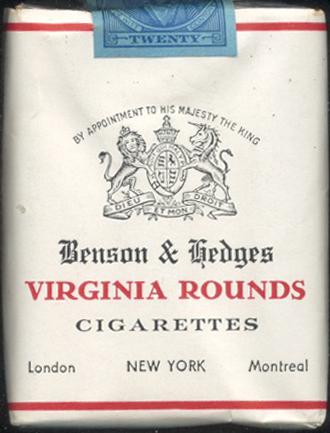 TWENTY
BY APPOINTMENT TO HIS MAJESTY THE KING
DIEU ET MON DROIT
Benson & Hedges
VIRGINIA ROUNDS
CIGARETTES
London NEW YORK Montreal